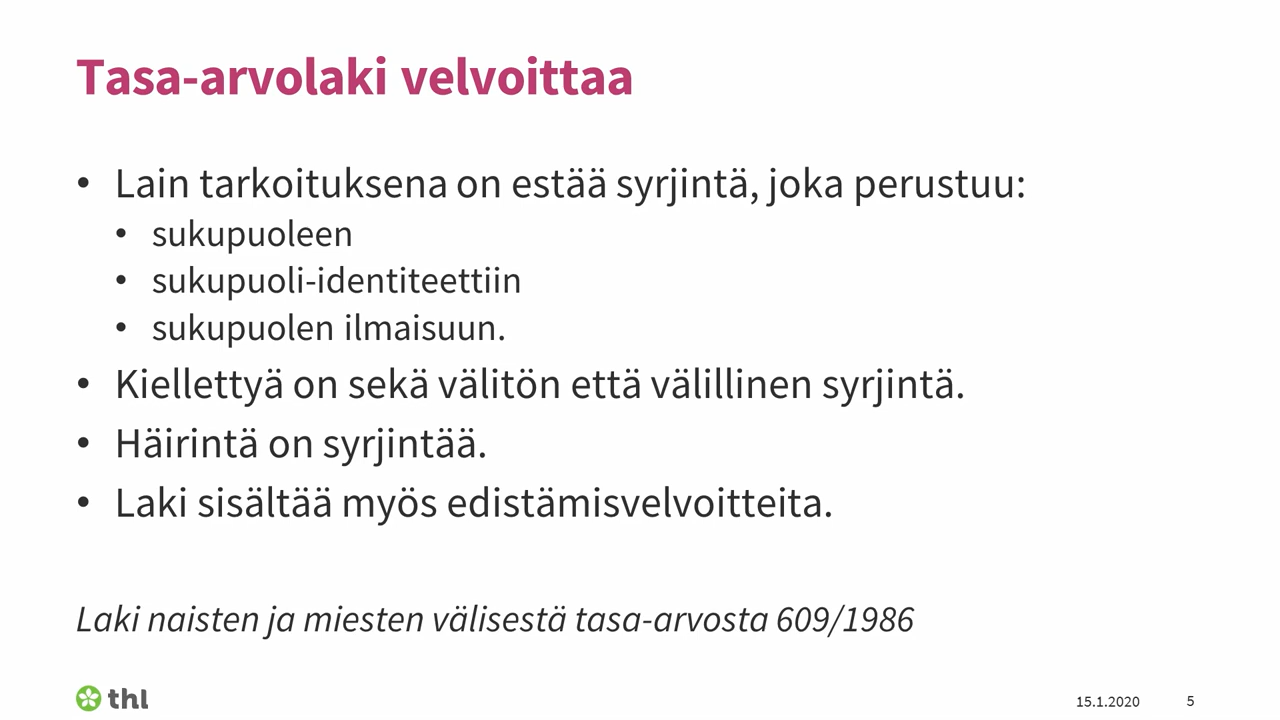 Tasa-arvolaki velvoittaa
• Lain tarkoituksena on estää syrjintä, joka perustuu:
• sukupuoleen
• sukupuoli-identiteettiin
• sukupuolen ilmaisuun.
• Kiellettyä on sekä välitön että välillinen syrjintä.
• Häirintä on syrjintää.
• Laki sisältää myös edistämisvelvoitteita.
Laki naisten ja miesten välisestä tasa-arvosta 609/1986
thl
15.1.2020 5